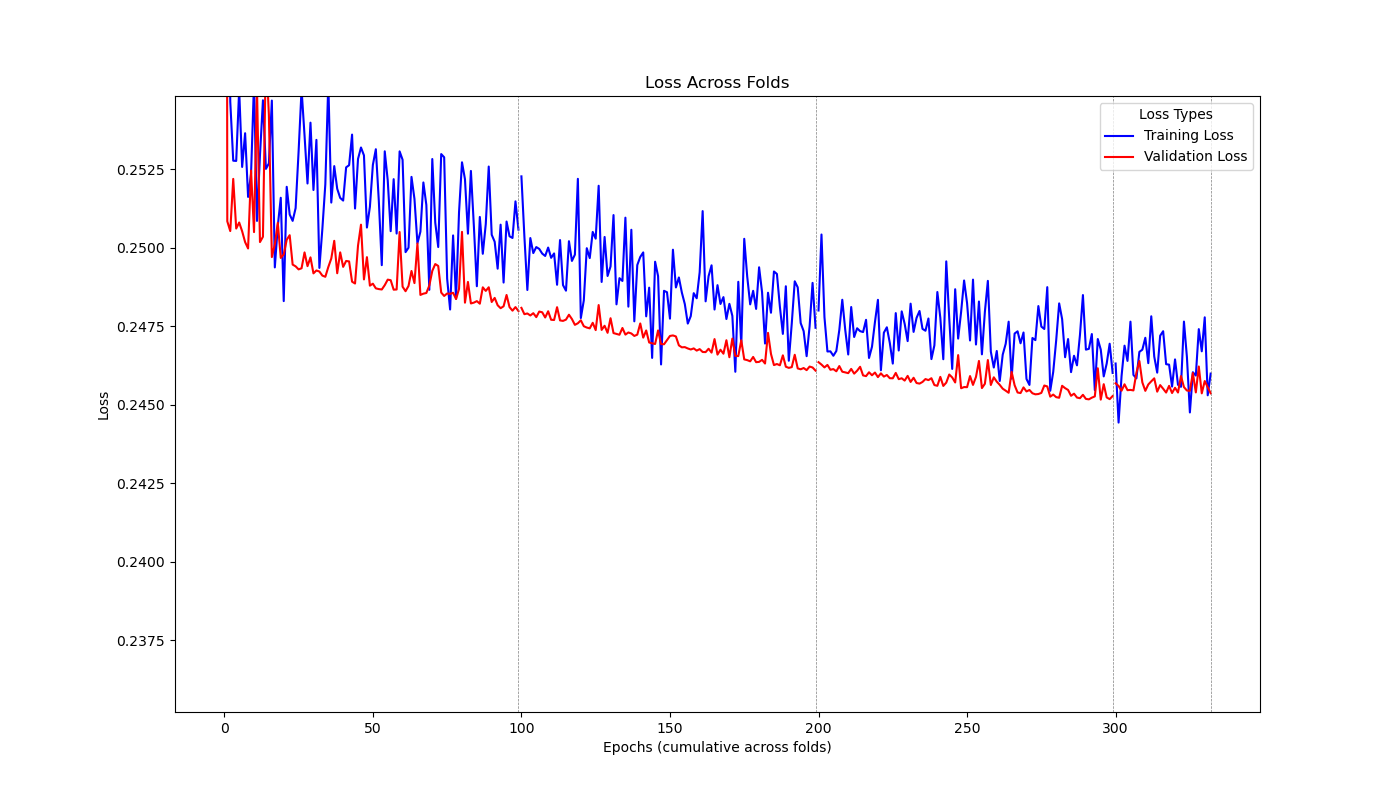 Loss Across Folds
Loss Types
Training Loss
Validation Loss
0.2525
0.2500
0.2475
0.2450
0.2425
0.2400
0.2375
Loss
0
50
100
150
200
250
300
Epochs (cumulative across folds)